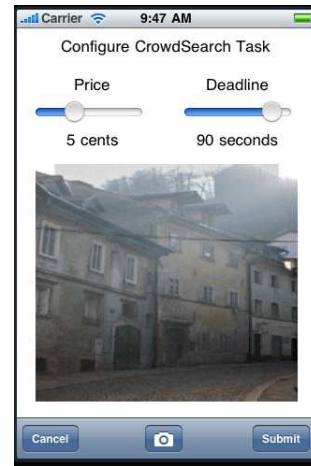 Carrier 9:47 AM
Configure CrowdSearch Task
Price Deadline
5 cents 90 seconds
Cancel Submit